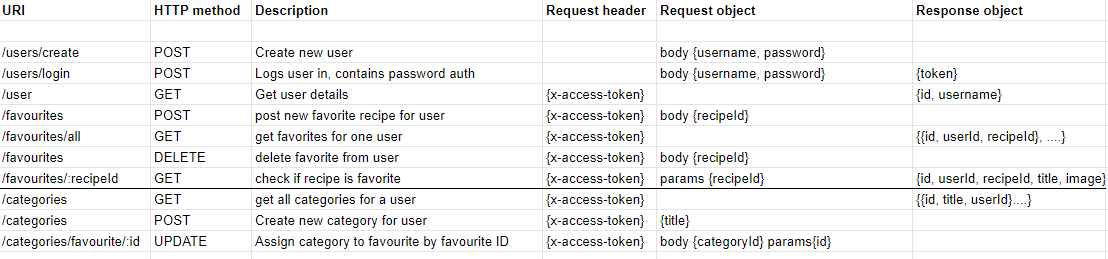 URI HTTP method Description Request header Request object Response object
/users/create POST Create new user body {username, password}
/users/login POST Logs user in, contains password auth body {username, password} {token}
/user GET Get user details {x-access-token} {id, username}
/favourites POST post new favorite recipe for user {x-access-token} body {recipeId}
/favourites/all GET get favorites for one user {x-access-token} {{id, userId, recipeId}, ....}
/favourites DELETE delete favorite from user {x-access-token} body {recipeId}
/favourites/:recipeId GET check if recipe is favorite {x-access-token} params {recipeId} {id, userId, recipeId, title, image}
/categories GET get all categories for a user {x-access-token} {{id, title, userId}....}
/categories POST Create new category for user {x-access-token} {title}
/categories/favourite/:id UPDATE Assign category to favourite by favourite ID {x-access-token} body {categoryId} params{id}